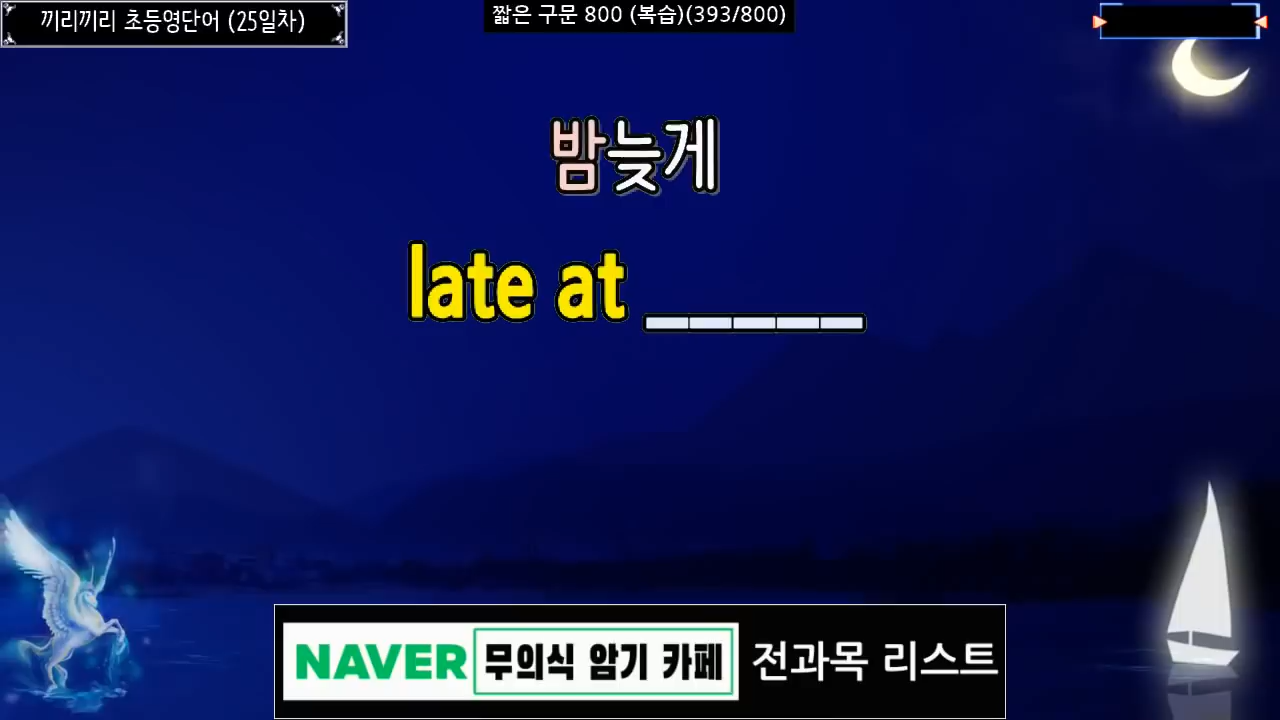 끼리끼리 초등영단어 (25일차)
짧은 구문 800 (복습)(393/800)
밤늦게
late at _____
NAVER 무의식 암기 카페 전과목 리스트